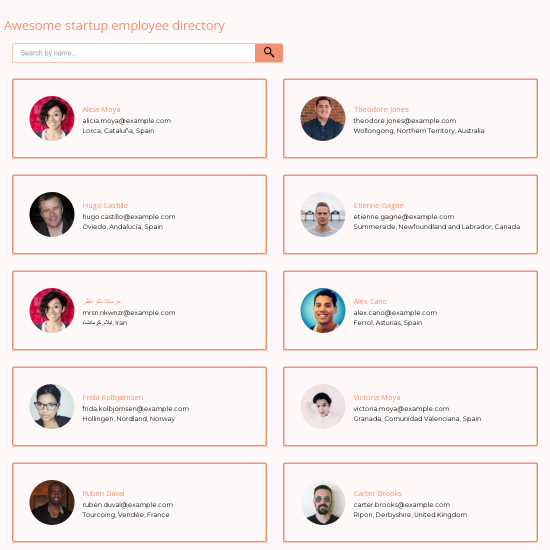 Awesome startup employee directory
Search by name...
Alicia Moya
alicia.moya@example.com
Lorca, Cataluña, Spain
Theodore Jones
theodore.jones@example.com
Wollongong, Northern Territory, Australia
Hugo Castillo
hugo.castillo@example.com
Oviedo, Andalucía, Spain
Etienne Gagné
etienne.gagne@example.com
Summerside, Newfoundland and Labrador, Canada
مرسانا نكو نظر
mrsn.nkwnzr@example.com
ایلام, كرمانشاه, Iran
Alex Cano
alex.cano@example.com
Ferrol, Asturias, Spain
Frida Kolbjørnsen
frida.kolbjornsen@example.com
Hollingen, Nordland, Norway
Victoria Moya
victoria.moya@example.com
Granada, Comunidad Valenciana, Spain
Ruben Duval
ruben.duval@example.com
Tourcoing, Vendée, France
Carter Brooks
carter.brooks@example.com
Ripon, Derbyshire, United Kingdom